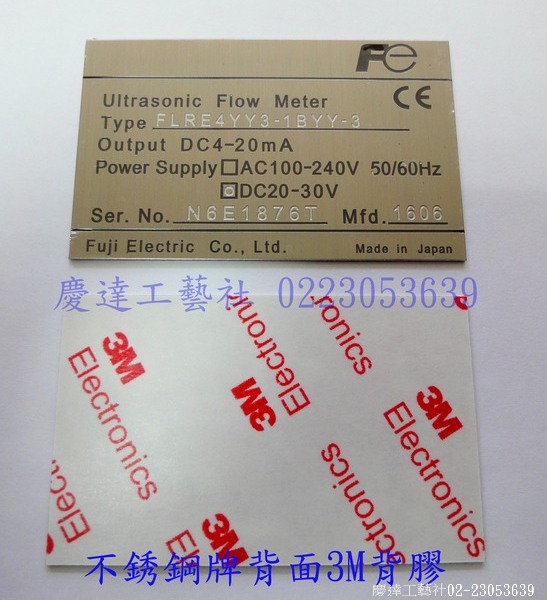 Fe
Ultrasonic Flow Meter
CE
Type FLRE4YY3-1BYY-3
Output DC4-20mA
Power Supply □AC100-240V 50/60Hz
☑DC20-30V
Ser. No. N6E1876T Mfd. 1606
Fuji Electric Co., Ltd. Made in Japan
慶達工藝社 0223053639
3M
Electronics
Electronics
3M
ronics
3M
Electronics
Electronics
3M
Electronics
不銹鋼牌背面3M背膠
慶達工藝社02-23053639